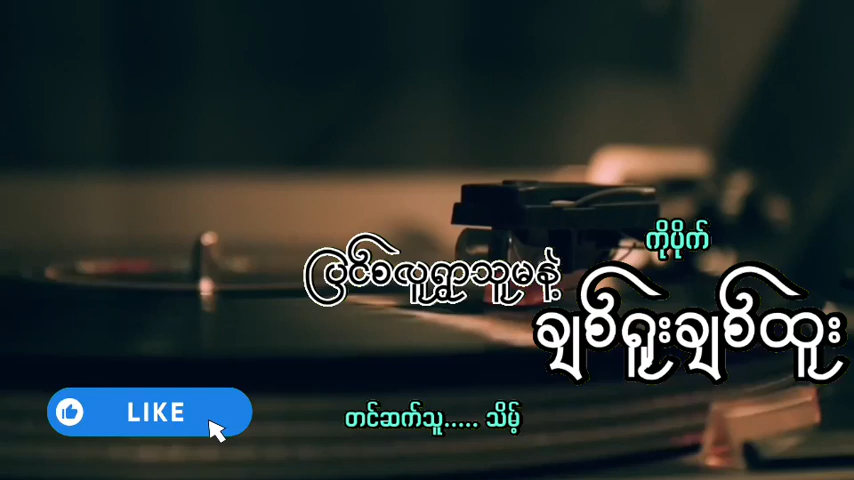 ကိုပိုက်
ပြင်စလူရွာသူမနဲ့
ချစ်ရူးချစ်ထူး
LIKE
တင်ဆက်သူ..... သိမ့်